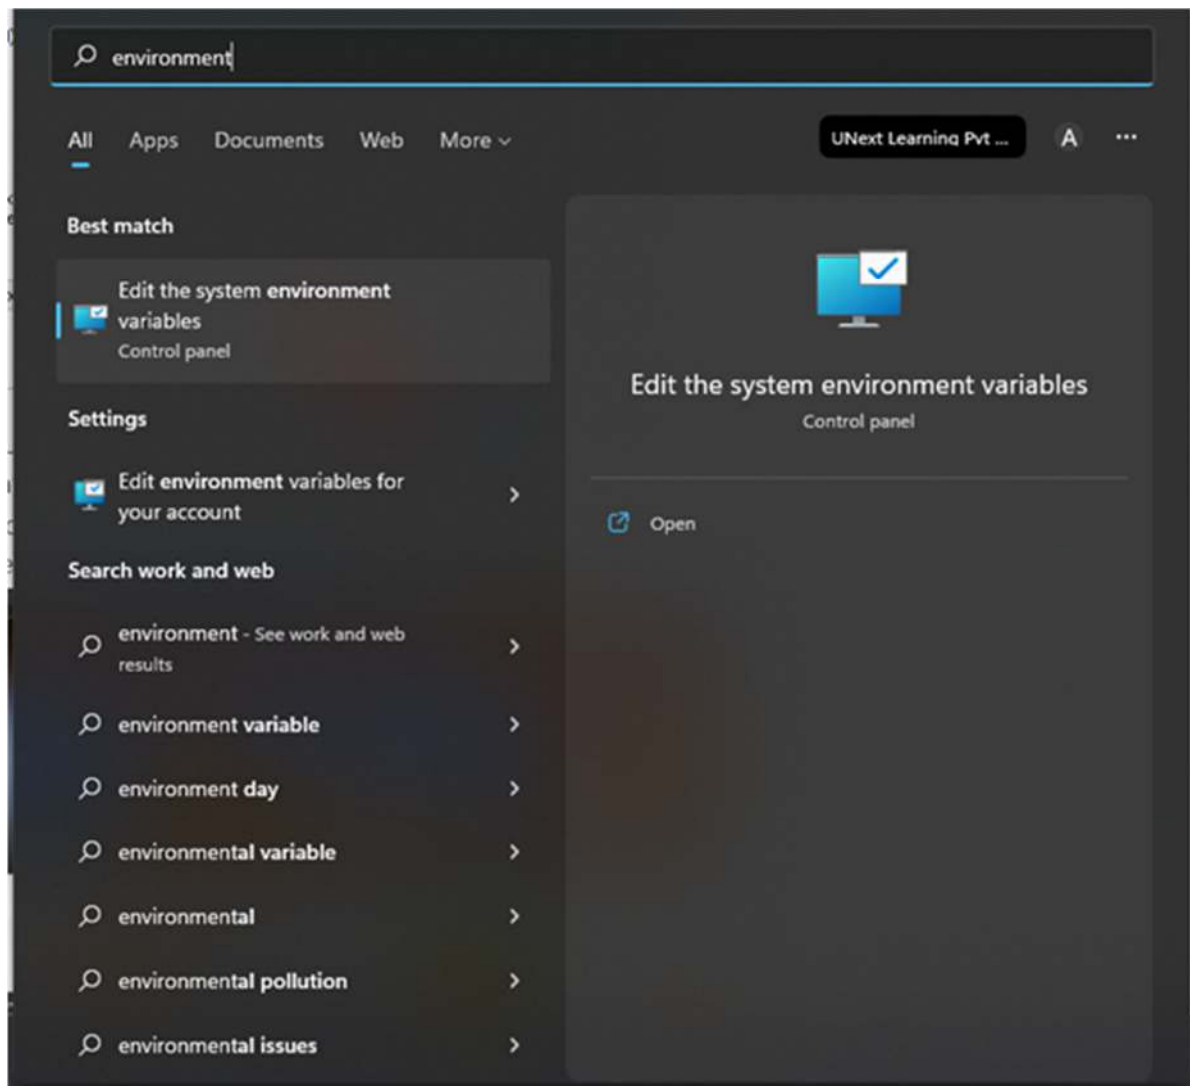 environment
All Apps Documents Web More
UNext Learning Pvt ...
A
...
Best match
Edit the system environment
variables
Control panel
Settings
Edit environment variables for
your account
Search work and web
environment - See work and web
results
environment variable
environment day
environmental variable
environmental
environmental pollution
environmental issues
Edit the system environment variables
Control panel
Open